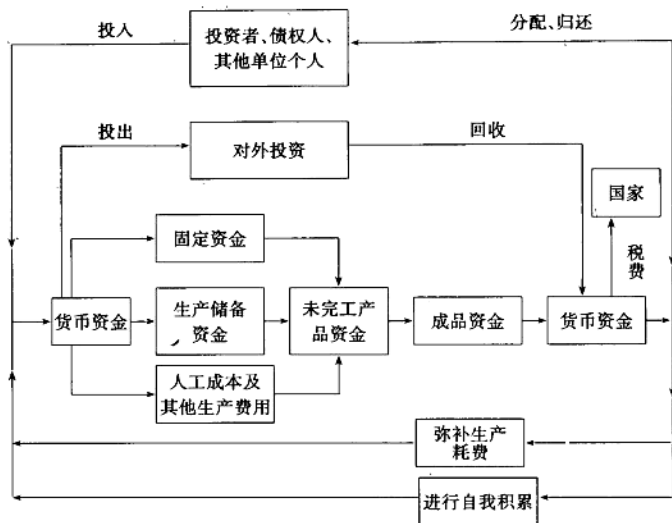 投入
投资者、债权人、
其他单位个人
分配、归还
投出
对外投资
回收
国家
税费
固定资金
货币资金
生产储备
资金
未完工产
品资金
成品资金
货币资金
人工成本及
其他生产费用
弥补生产
耗费
进行自我积累